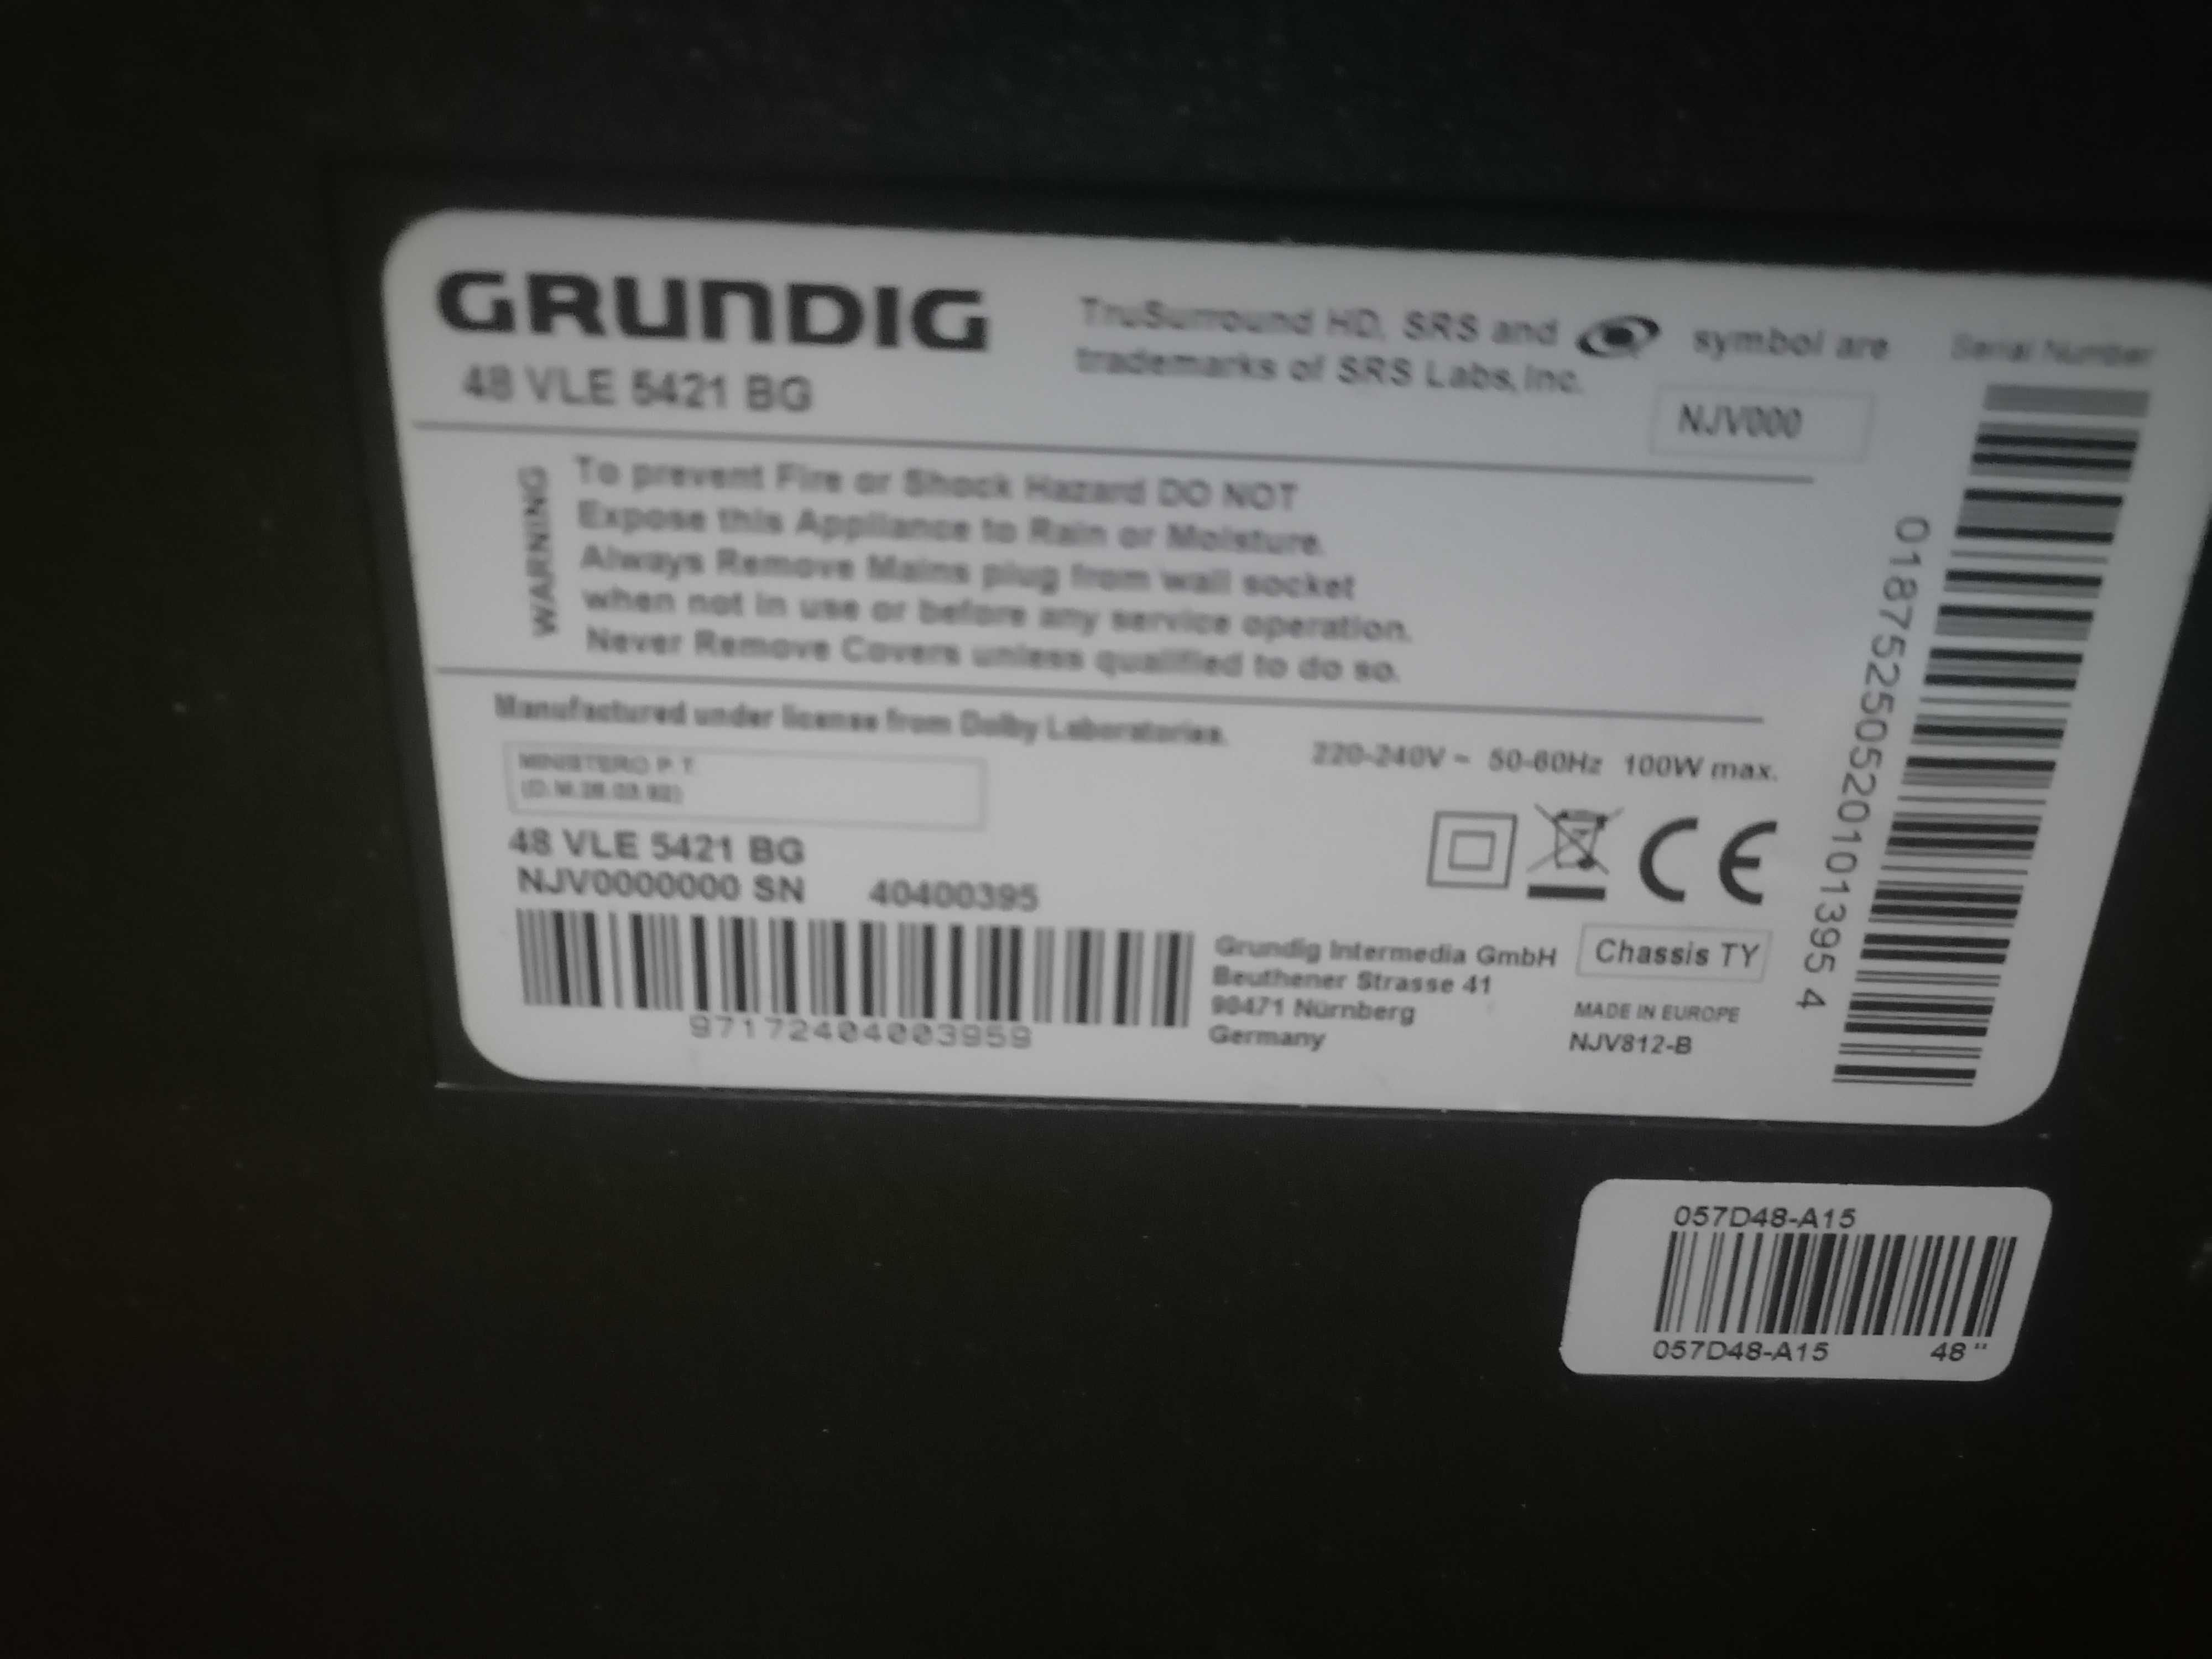 GRUNDIG
48 VLE 5421 BG
TruSurround HD, SRS and symbol are
trademarks of SRS Labs, Inc.
NJV000
Serial Number
WARNING
To prevent Fire or Shock Hazard DO NOT
Expose this Appliance to Rain or Moisture.
Always Remove Mains plug from wall socket
when not in use or before any service operation.
Never Remove Covers unless qualified to do so.
Manufactured under license from Dolby Laboratories.
MINISTERO P. T.
220-240V ~ 50-60Hz 100W max.
48 VLE 5421 BG
NJV0000000 SN 40400395
97172404003959
Grundig Intermedia GmbH
Beuthener Strasse 41
90471 Nürnberg
Germany
CE
Chassis TY
MADE IN EUROPE
NJV812-B
01875250520101395 4
057D48-A15
057D48-A15 48"